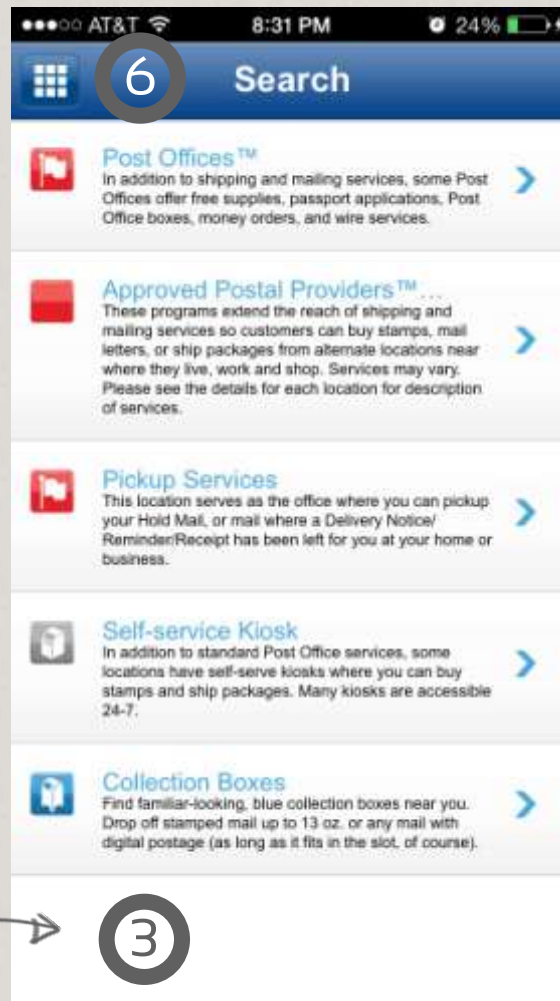 AT&T 8:31 PM 24%
6 Search
Post Offices™
In addition to shipping and mailing services, some Post
Offices offer free supplies, passport applications, Post
Office boxes, money orders, and wire services.
Approved Postal Providers™...
These programs extend the reach of shipping and
mailing services so customers can buy stamps, mail
letters, or ship packages from alternate locations near
where they live, work and shop. Services may vary.
Please see the details for each location for description
of services.
Pickup Services
This location serves as the office where you can pickup
your Hold Mail, or mail where a Delivery Notice/
Reminder/Receipt has been left for you at your home or
business.
Self-service Kiosk
In addition to standard Post Office services, some
locations have self-serve kiosks where you can buy
stamps and ship packages. Many kiosks are accessible
24-7.
Collection Boxes
Find familiar-looking, blue collection boxes near you.
Drop off stamped mail up to 13 oz. or any mail with
digital postage (as long as it fits in the slot, of course).
3